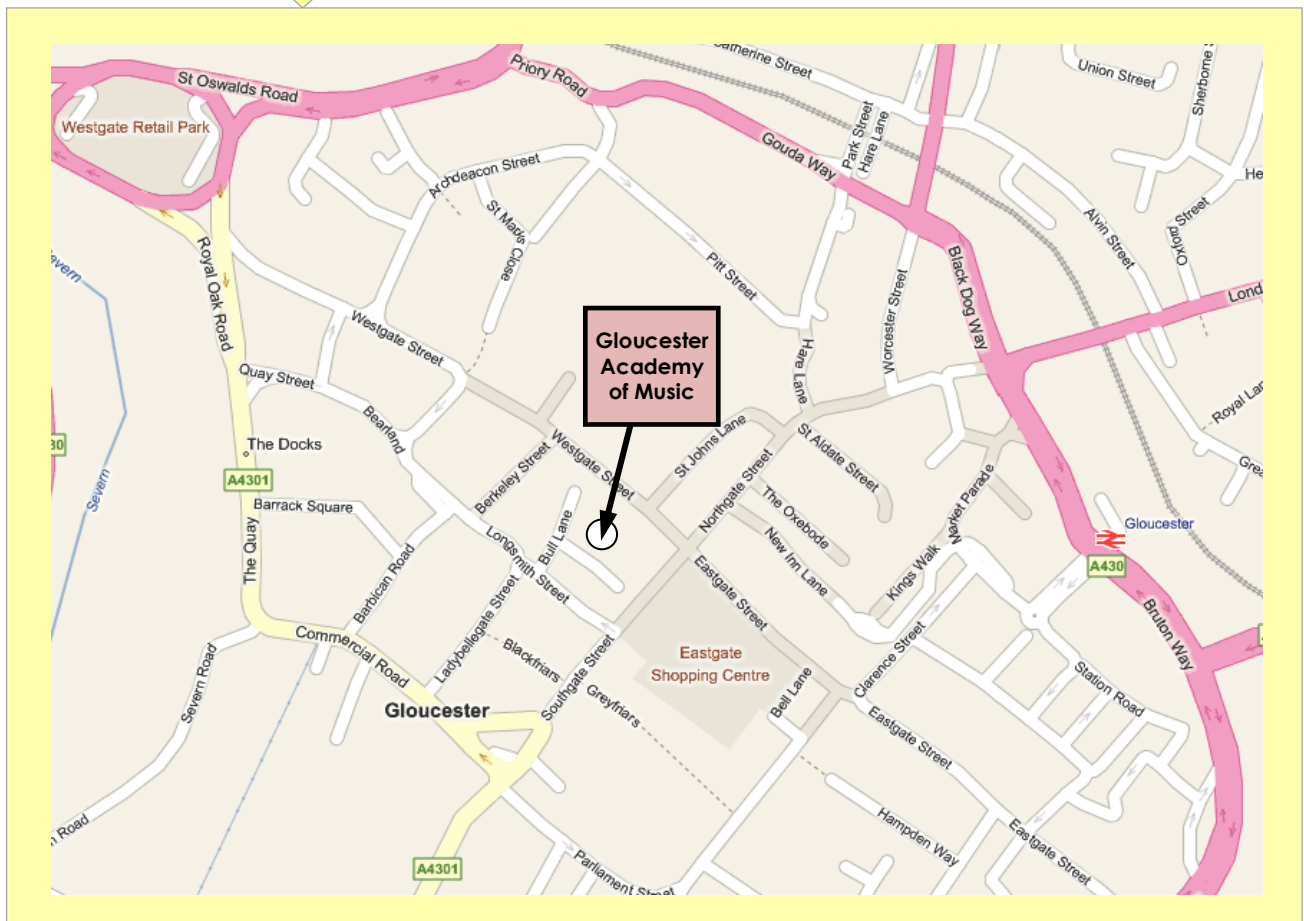 Catherine Street
Union Street
Sherborne S
St Oswalds Road
Priory Road
Westgate Retail Park
Park Street
Hare Lane
Gouda Way
Archdeacon Street
He
St Marks Close
Alvin Street
Oxford Street
Severn
Royal Oak Road
Pitt Street
Black Dog Way
Worcester Street
Lond
Westgate Street
Gloucester
Academy
of Music
Hare Lane
Quay Street
Royal Lan
Bearland
St Johns Lane
St Aldate Street
30
The Docks
Westgate Street
Grea
A4301
Berkeley Street
Northgate Street
Market Parade
Severn
Barrack Square
The Oxebode
Gloucester
Longsmith Street
Bull Lane
New Inn Lane
The Quay
Barbican Road
Eastgate Street
Kings Walk
A430
Bruton Way
Commercial Road
Ladybellegate Street
Blackfriars
Eastgate
Shopping Centre
Clarence Street
Severn Road
Southgate Street
Greyfriars
Bell Lane
Station Road
Gloucester
Eastgate Street
Hampden Way
n Road
Eastgate Street
A4301
Parliament Street